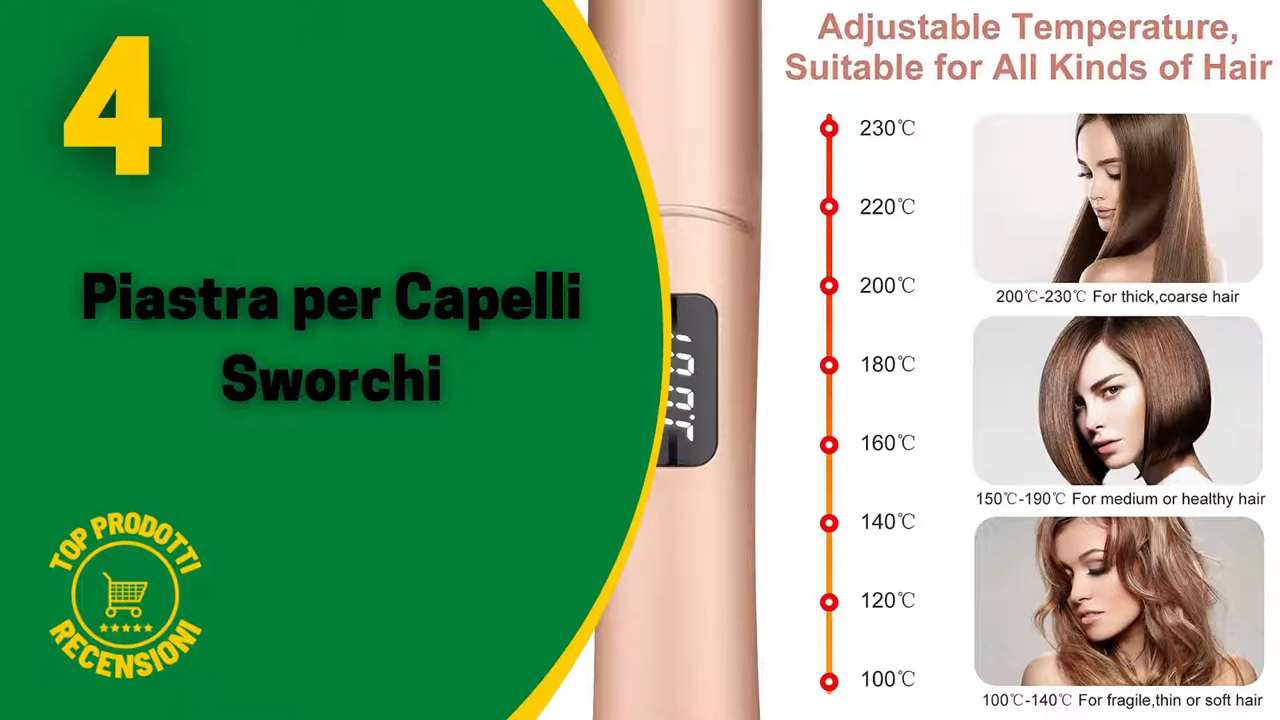 4
Piastra per Capelli
Sworchi
TOP PRODOTTI
RECENSIONI
Adjustable Temperature,
Suitable for All Kinds of Hair
230℃
220℃
200℃
180℃
160℃
140℃
120℃
100℃
200℃-230℃ For thick,coarse hair
150℃-190℃ For medium or healthy hair
100℃-140℃ For fragile,thin or soft hair